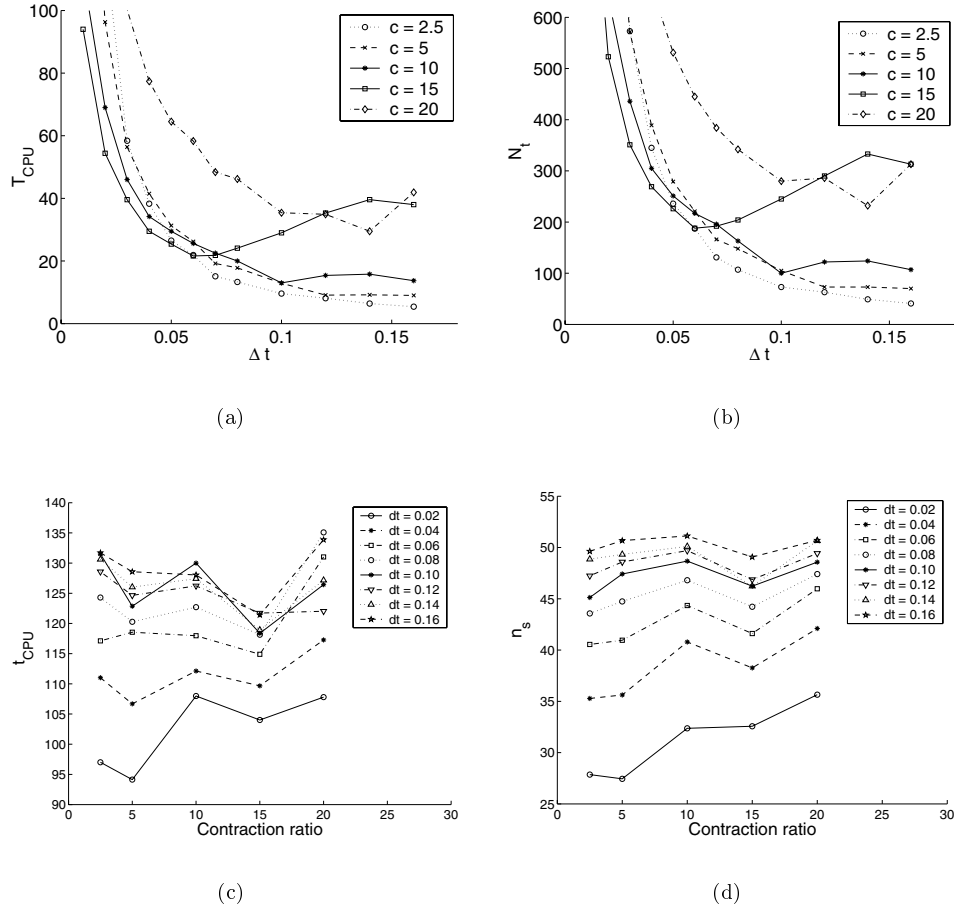 100
80
60
40
20
0
0
0.05
0.1
0.15
T_CPU
Δ t
c = 2.5
c = 5
c = 10
c = 15
c = 20
(a)
600
500
400
300
200
100
0
0
0.05
0.1
0.15
N_t
Δ t
c = 2.5
c = 5
c = 10
c = 15
c = 20
(b)
140
135
130
125
120
115
110
105
100
95
90
0
5
10
15
20
25
30
t_CPU
Contraction ratio
dt = 0.02
dt = 0.04
dt = 0.06
dt = 0.08
dt = 0.10
dt = 0.12
dt = 0.14
dt = 0.16
(c)
55
50
45
40
35
30
25
0
5
10
15
20
25
30
n_s
Contraction ratio
dt = 0.02
dt = 0.04
dt = 0.06
dt = 0.08
dt = 0.10
dt = 0.12
dt = 0.14
dt = 0.16
(d)